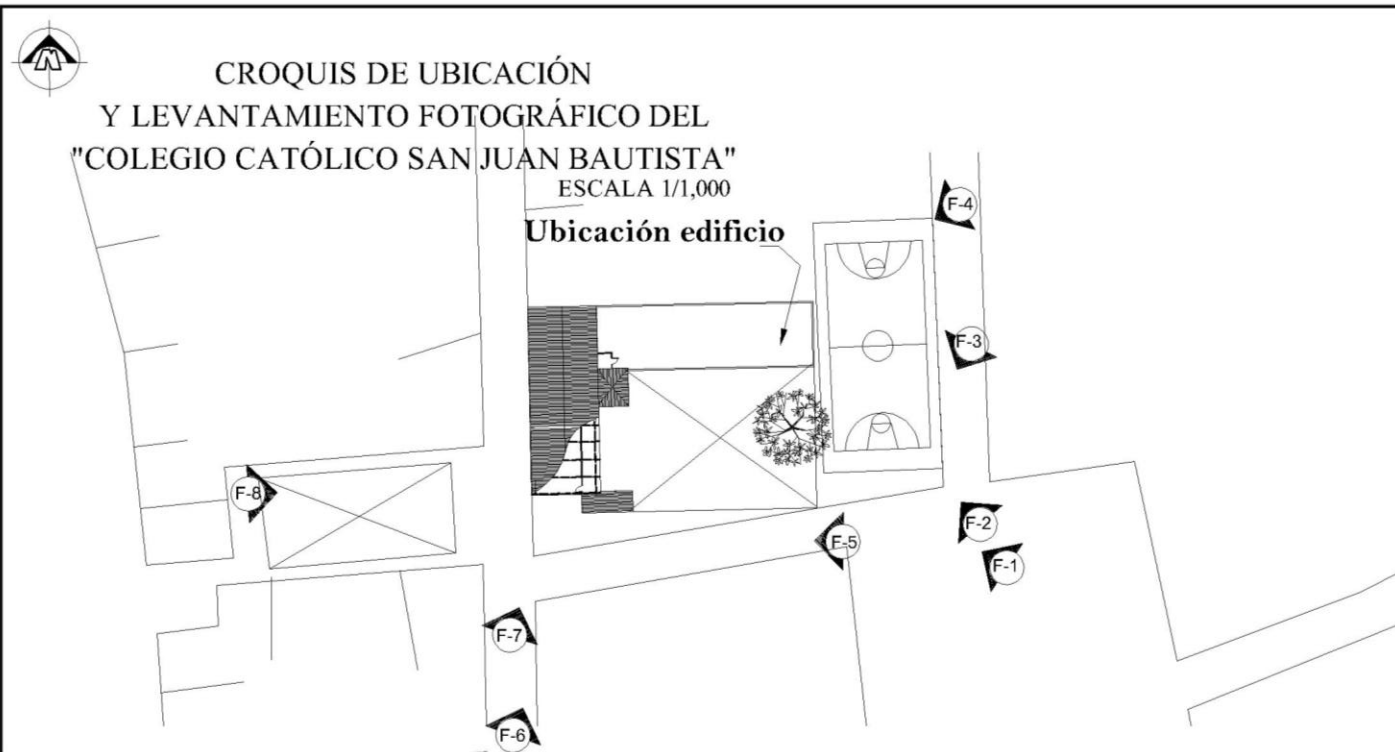 N
CROQUIS DE UBICACIÓN
Y LEVANTAMIENTO FOTOGRÁFICO DEL
"COLEGIO CATÓLICO SAN JUAN BAUTISTA"
ESCALA 1/1,000
Ubicación edificio
F-4
F-3
F-8
F-2
F-5
F-1
F-7
F-6